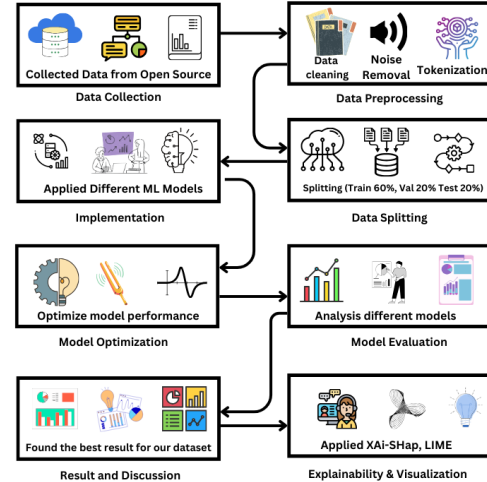 Collected Data from Open Source
Data Collection
Data
cleaning
Noise
Removal
Tokenization
Data Preprocessing
Applied Different ML Models
Implementation
Splitting (Train 60%, Val 20% Test 20%)
Data Splitting
Optimize model performance
Model Optimization
Analysis different models
Model Evaluation
Found the best result for our dataset
Result and Discussion
Applied XAi-SHap, LIME
Explainability & Visualization